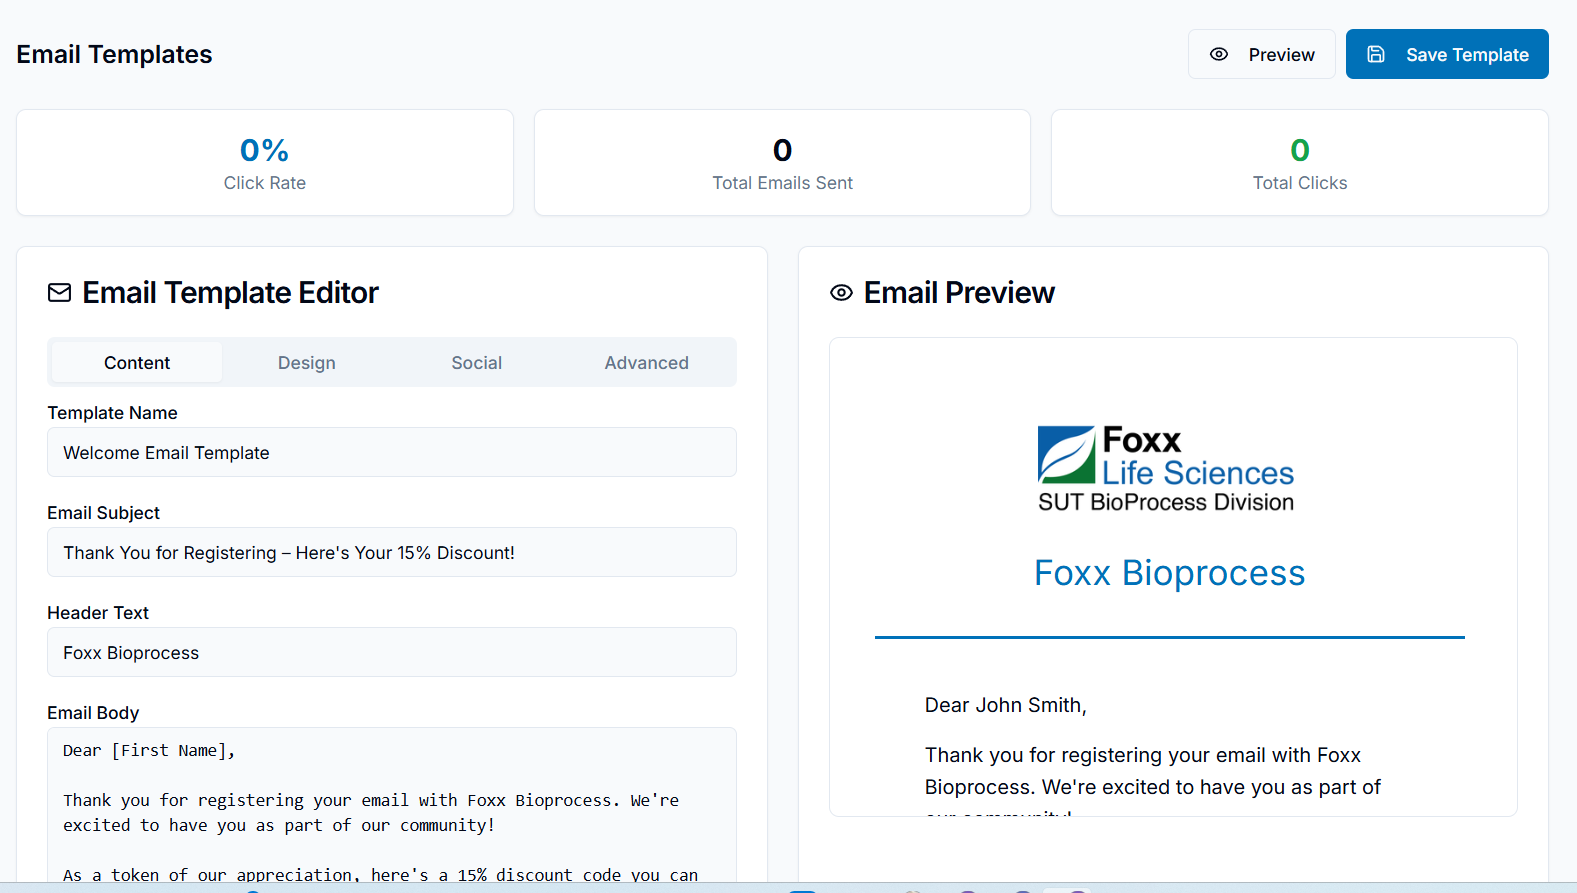 Email Templates
Preview
Save Template
0%
Click Rate
0
Total Emails Sent
0
Total Clicks
Email Template Editor
Content
Design
Social
Advanced
Template Name
Welcome Email Template
Email Subject
Thank You for Registering – Here's Your 15% Discount!
Header Text
Foxx Bioprocess
Email Body
Dear [First Name],
Thank you for registering your email with Foxx Bioprocess. We're
excited to have you as part of our community!
As a token of our appreciation, here's a 15% discount code you can
Email Preview
Foxx
Life Sciences
SUT BioProcess Division
Foxx Bioprocess
Dear John Smith,
Thank you for registering your email with Foxx
Bioprocess. We're excited to have you as part of
our community!